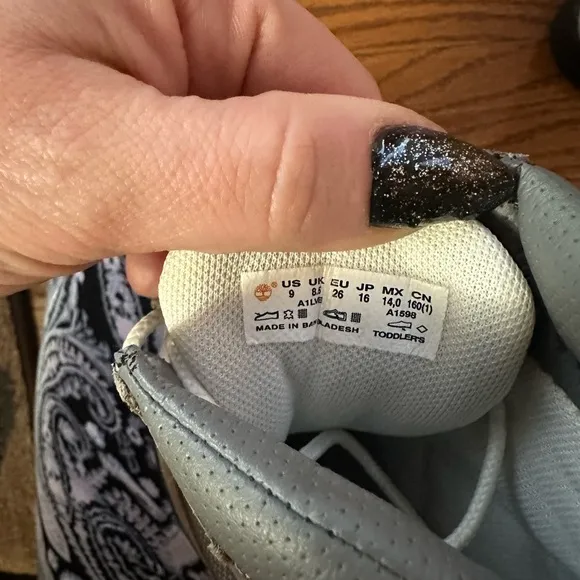 US UK EU JP MX CN
9 8.5 26 16 14,0 160(1)
A1LVB A1598
MADE IN BANGLADESH TODDLER'S